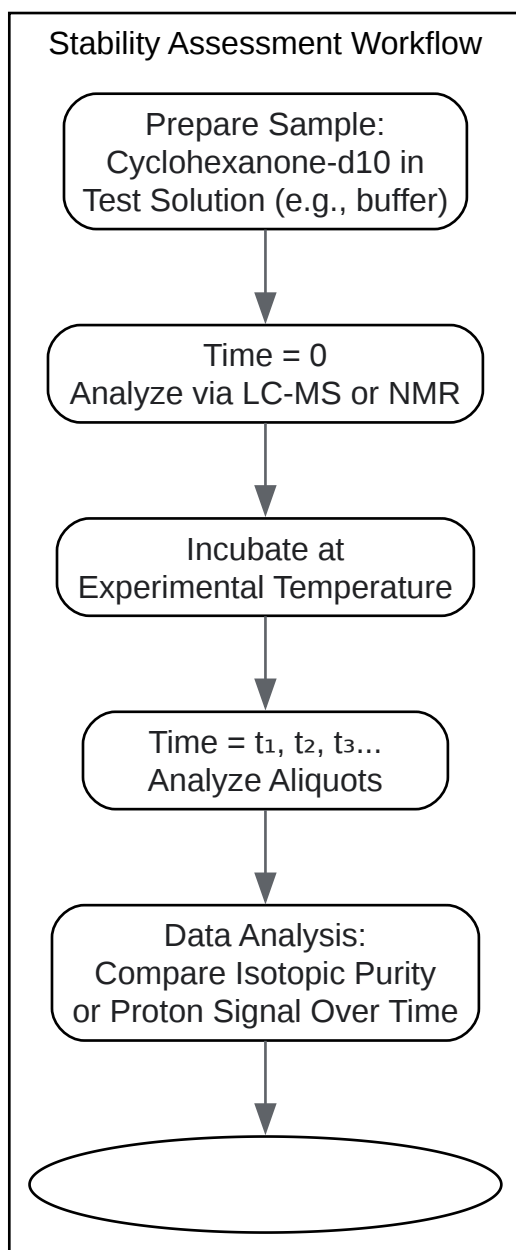 Stability Assessment Workflow
Prepare Sample:
Cyclohexanone-d10 in
Test Solution (e.g., buffer)
Time = 0
Analyze via LC-MS or NMR
Incubate at
Experimental Temperature
Time = t₁, t₂, t₃...
Analyze Aliquots
Data Analysis:
Compare Isotopic Purity
or Proton Signal Over Time